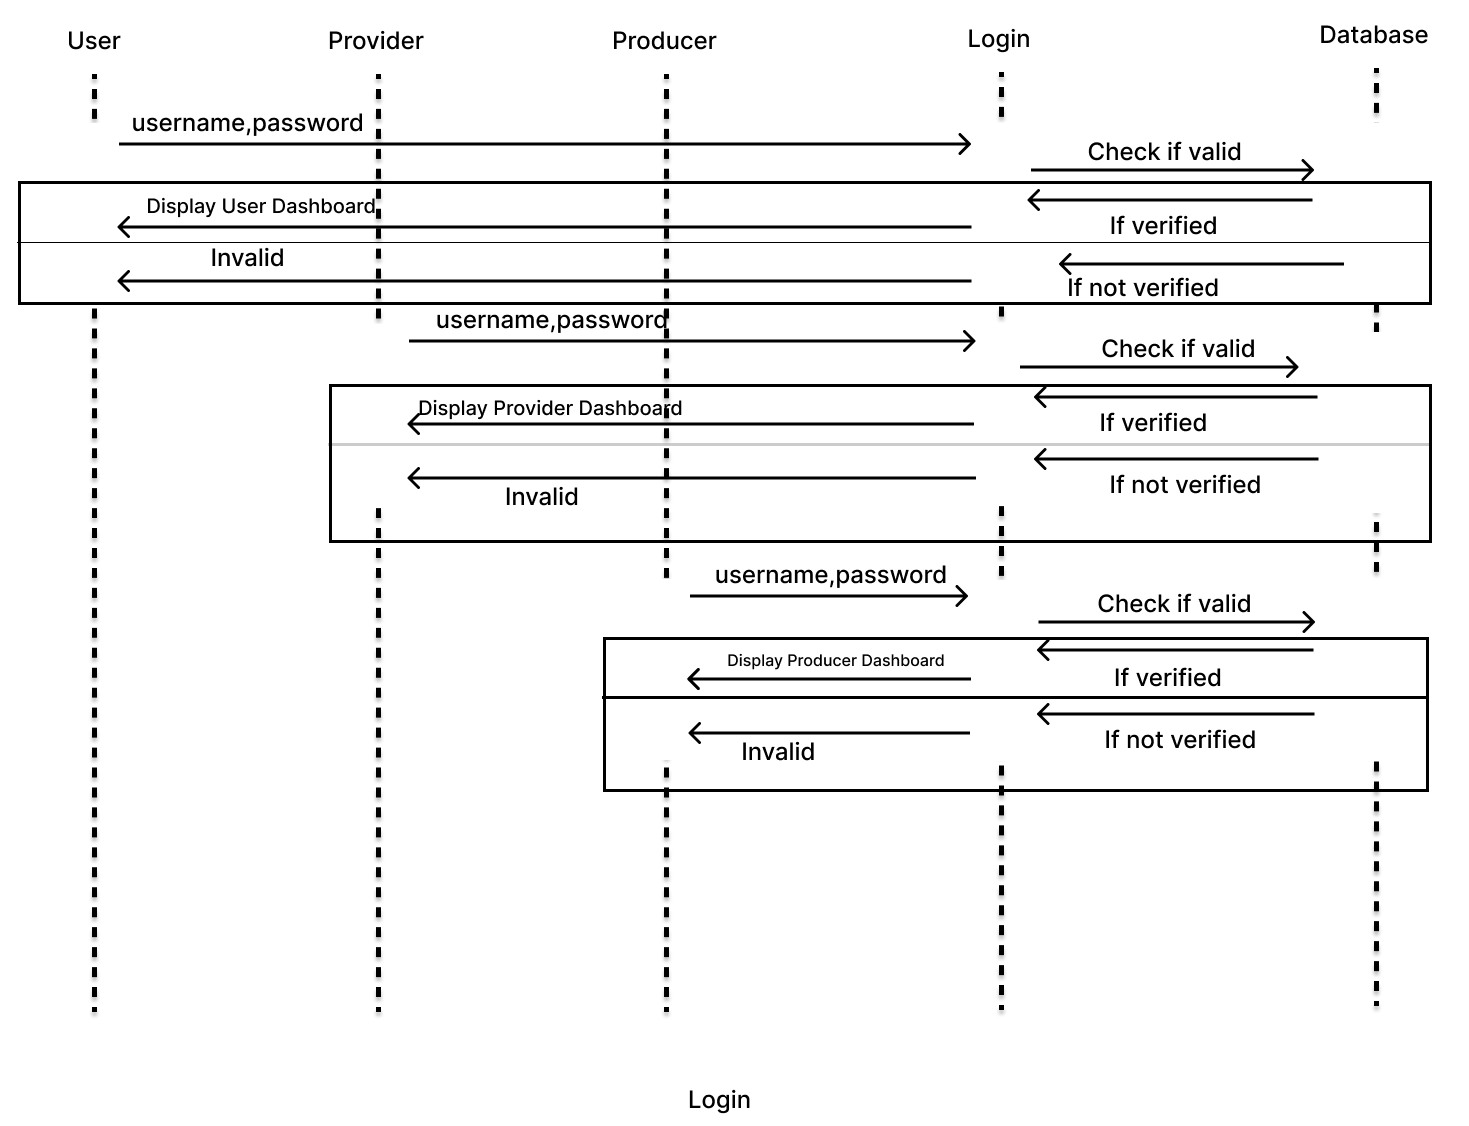 User
Provider
Producer
Login
Database
username,password
Check if valid
Display User Dashboard
If verified
Invalid
If not verified
username,password
Check if valid
Display Provider Dashboard
If verified
Invalid
If not verified
username,password
Check if valid
Display Producer Dashboard
If verified
Invalid
If not verified
Login